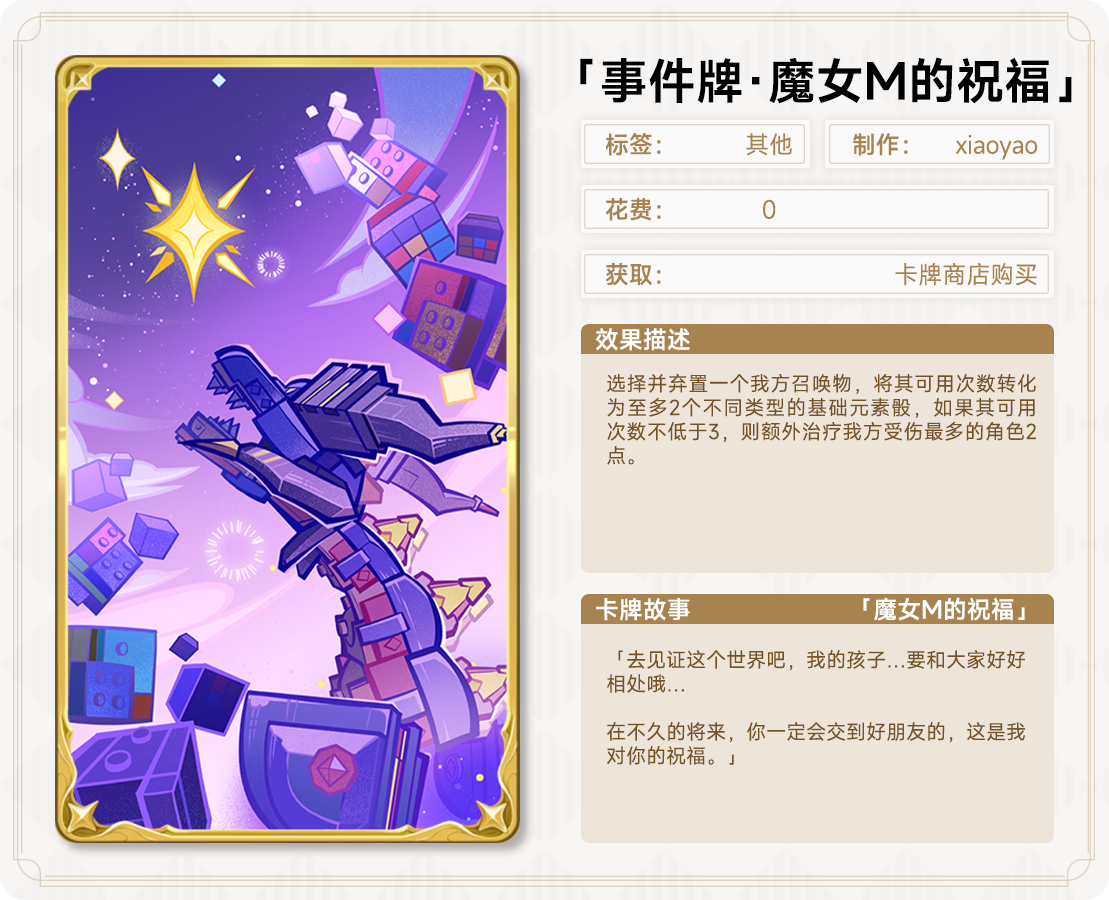 「事件牌·魔女M的祝福」
标签： 其他
制作： xiaoyao
花费： 0
获取： 卡牌商店购买
效果描述
选择并弃置一个我方召唤物，将其可用次数转化
为至多2个不同类型的基础元素骰，如果其可用
次数不低于3，则额外治疗我方受伤最多的角色2
点。
卡牌故事 「魔女M的祝福」
「去见证这个世界吧，我的孩子...要和大家好好
相处哦...
在不久的将来，你一定会交到好朋友的，这是我
对你的祝福。」